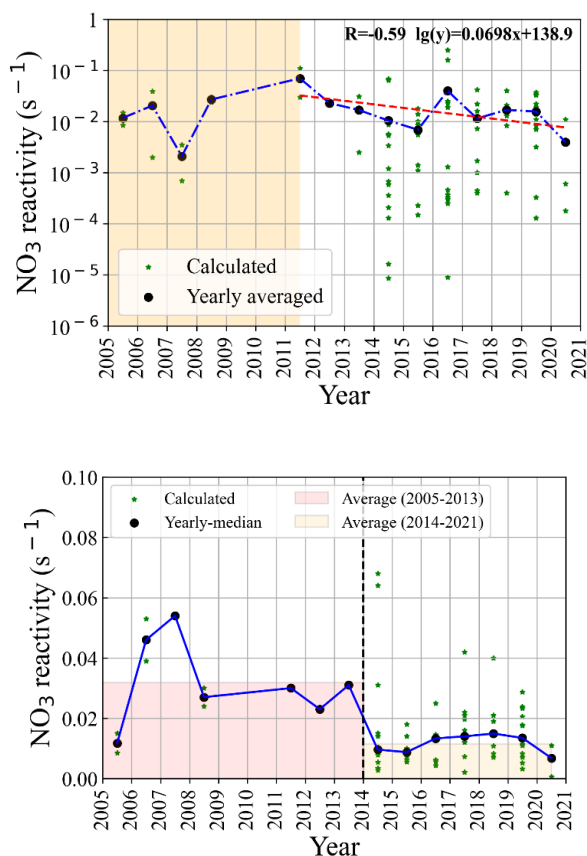 R=-0.59 lg(y)=0.0698x+138.9
NO₃ reactivity (s⁻¹)
1
10⁻¹
10⁻²
10⁻³
10⁻⁴
10⁻⁵
10⁻⁶
Calculated
Yearly averaged
2005 2006 2007 2008 2009 2010 2011 2012 2013 2014 2015 2016 2017 2018 2019 2020 2021
Year
NO₃ reactivity (s⁻¹)
0.10
0.08
0.06
0.04
0.02
0.00
Calculated
Yearly-median
Average (2005-2013)
Average (2014-2021)
2005 2006 2007 2008 2009 2010 2011 2012 2013 2014 2015 2016 2017 2018 2019 2020 2021
Year